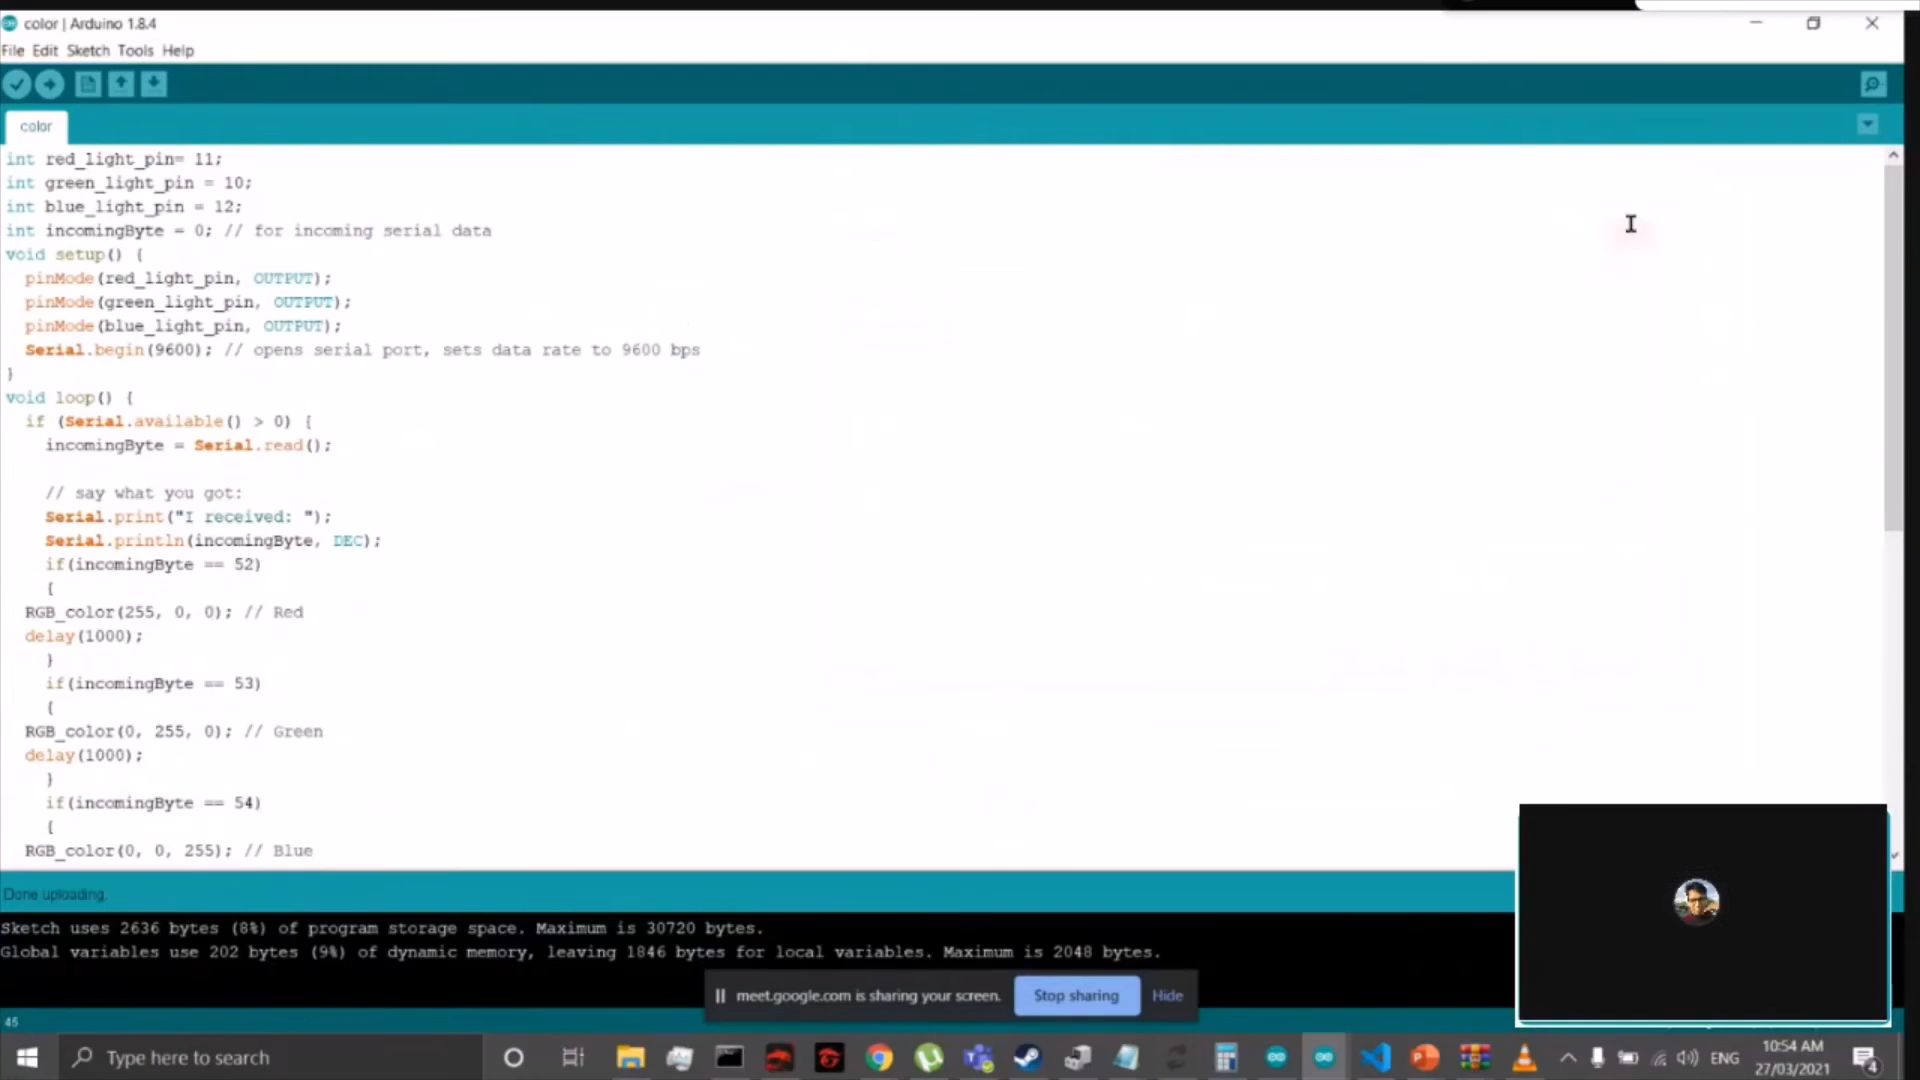 color | Arduino 1.8.4
File Edit Sketch Tools Help
color
int red_light_pin= 11;
int green_light_pin = 10;
int blue_light_pin = 12;
int incomingByte = 0; // for incoming serial data
void setup() {
pinMode(red_light_pin, OUTPUT);
pinMode(green_light_pin, OUTPUT);
pinMode(blue_light_pin, OUTPUT);
Serial.begin(9600); // opens serial port, sets data rate to 9600 bps
}
void loop() {
if (Serial.available() > 0) {
incomingByte = Serial.read();
// say what you got:
Serial.print("I received: ");
Serial.println(incomingByte, DEC);
if(incomingByte == 52)
{
RGB_color(255, 0, 0); // Red
delay(1000);
}
if(incomingByte == 53)
{
RGB_color(0, 255, 0); // Green
delay(1000);
}
if(incomingByte == 54)
{
RGB_color(0, 0, 255); // Blue
Done uploading.
Sketch uses 2636 bytes (8%) of program storage space. Maximum is 30720 bytes.
Global variables use 202 bytes (9%) of dynamic memory, leaving 1846 bytes for local variables. Maximum is 2048 bytes.
meet.google.com is sharing your screen. Stop sharing Hide
45
Type here to search
ENG
10:54 AM
27/03/2021
4